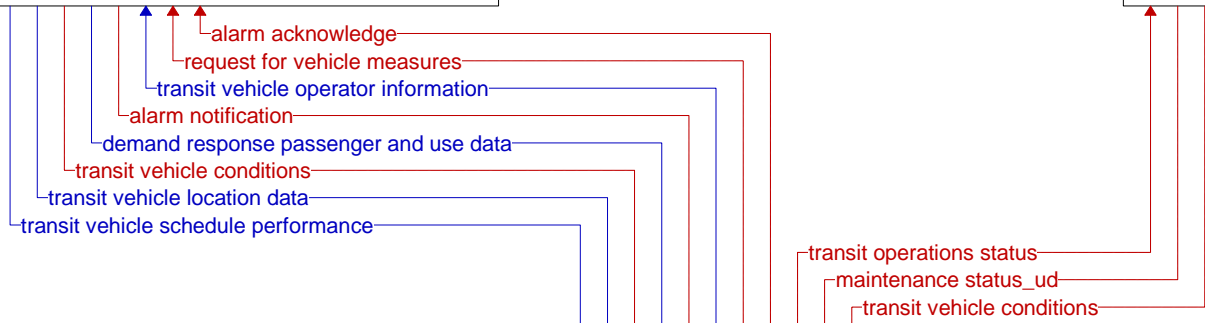 alarm acknowledge
request for vehicle measures
transit vehicle operator information
alarm notification
demand response passenger and use data
transit vehicle conditions
transit vehicle location data
transit vehicle schedule performance
transit operations status
maintenance status_ud
transit vehicle conditions